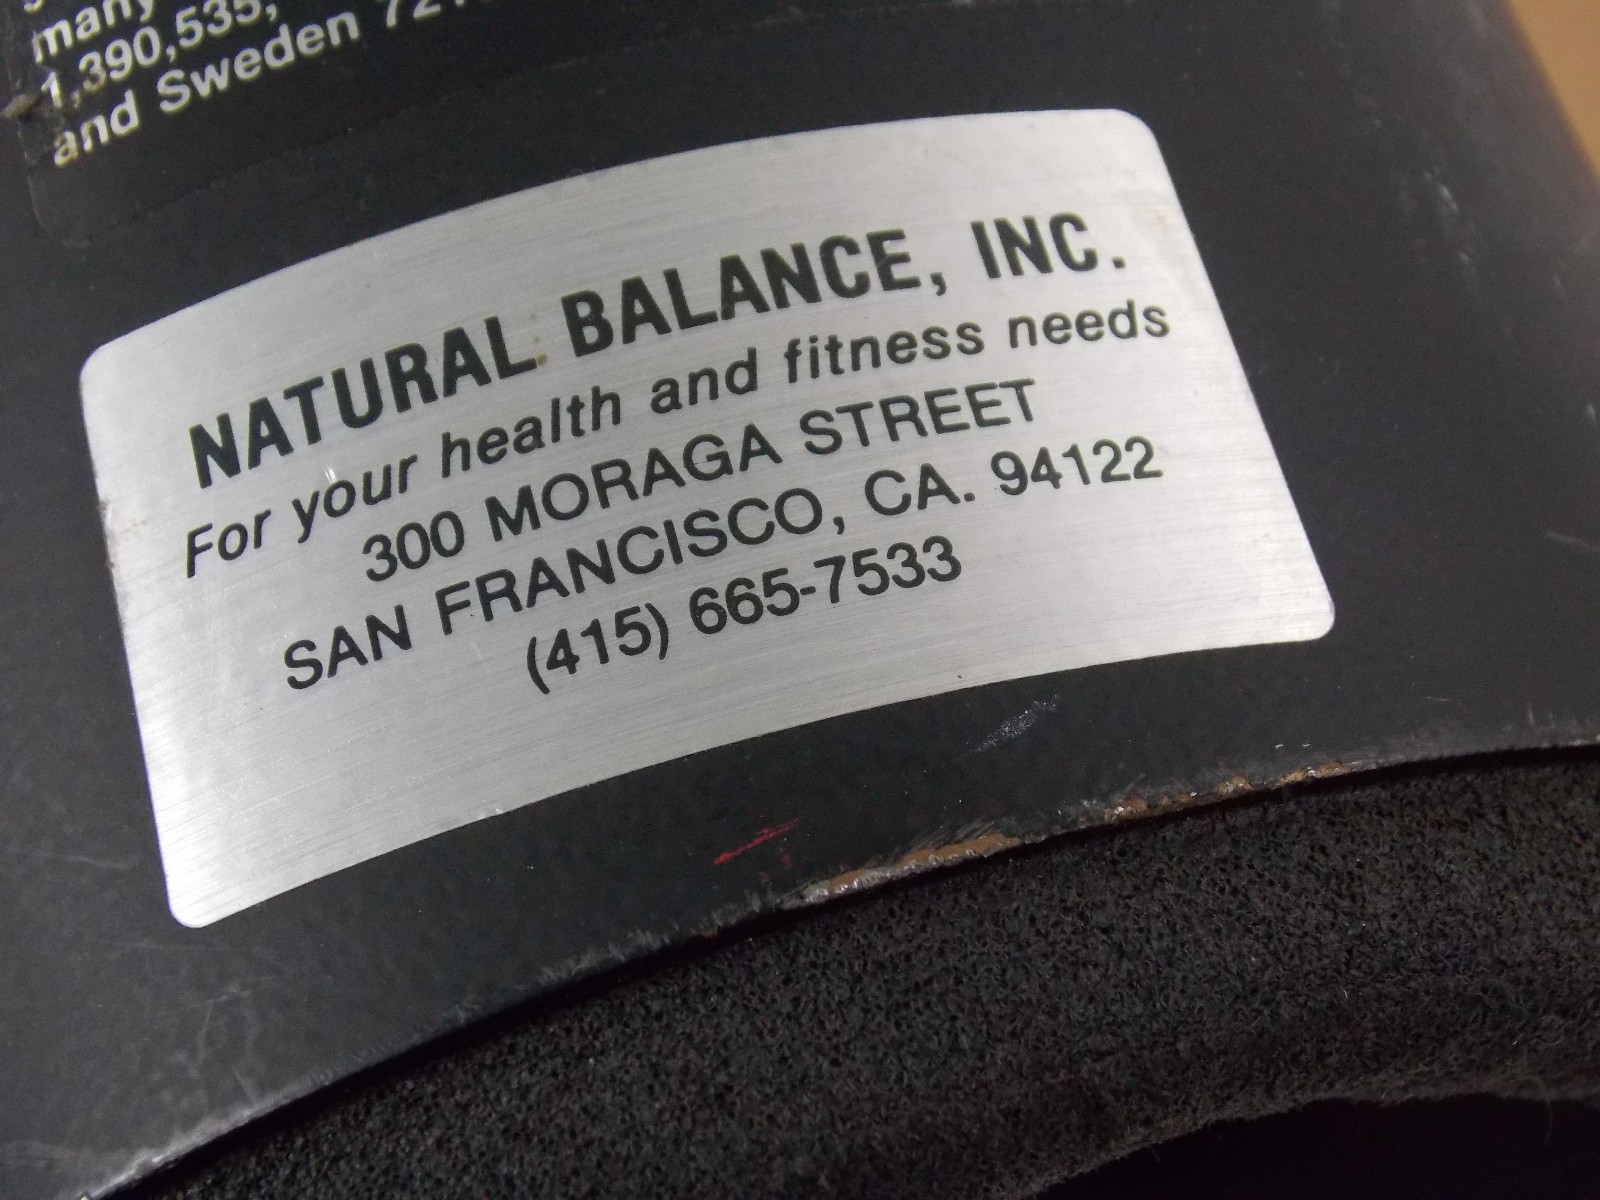 many
1,390,535,
and Sweden
NATURAL BALANCE, INC.
For your health and fitness needs
300 MORAGA STREET
SAN FRANCISCO, CA. 94122
(415) 665-7533